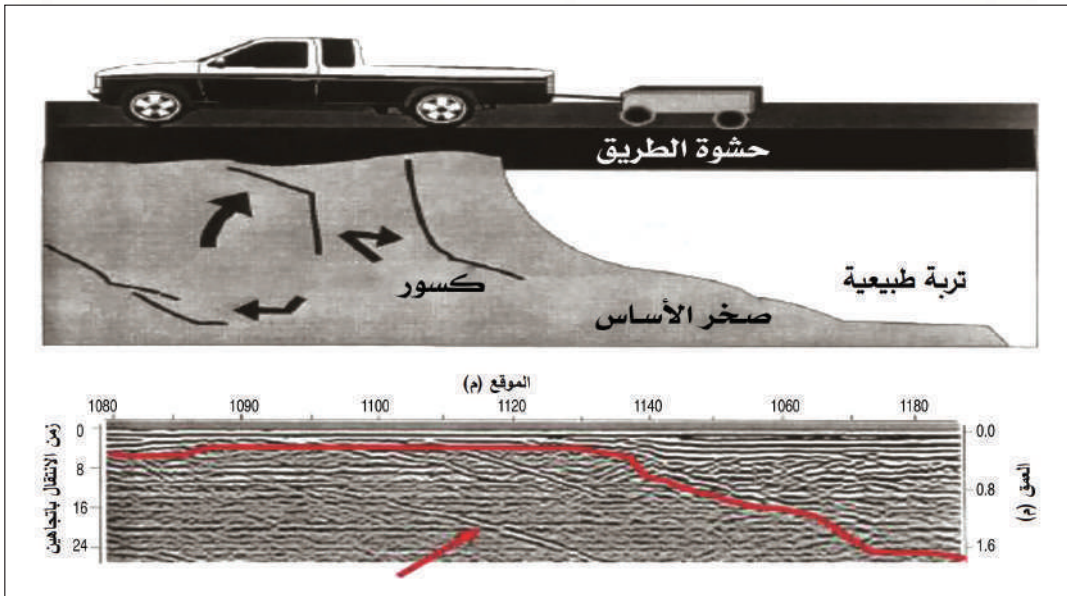 حشوة الطريق
تربة طبيعية
كسور
صخر الأساس
الموقع (م)
1080 1090 1100 1120 1140 1060 1180
زمن الانتقال باتجاهين
0
8
16
24
العمق (م)
0.0
0.8
1.6